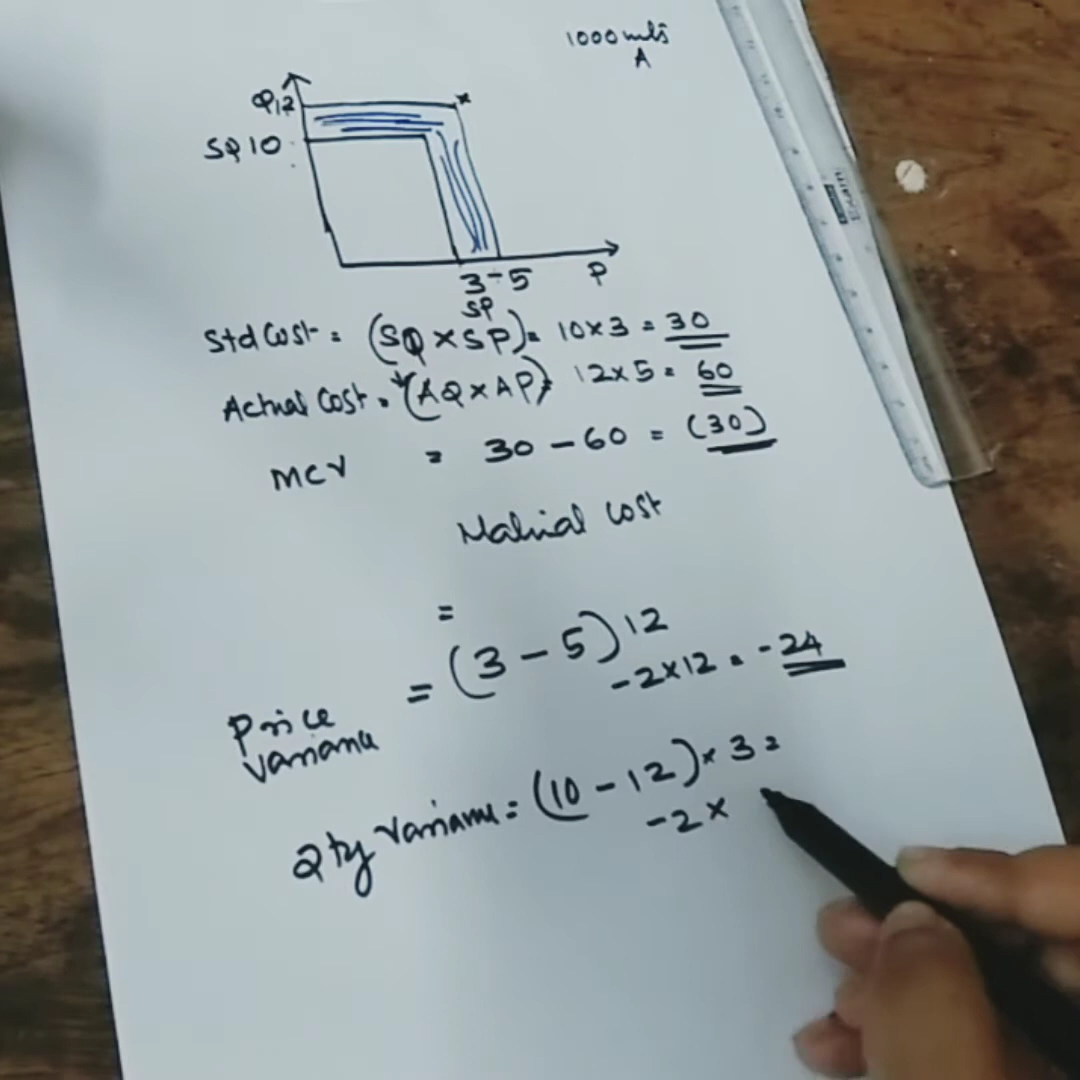 1000 mls
A
Q12
SQ 10
3 - 5 P
SP
Std Cost = (SQ × SP) = 10 × 3 = 30
Actual Cost = (AQ × AP) = 12 × 5 = 60
MCV = 30 - 60 = (30)
Material Cost
=
= (3 - 5) 12
-2 × 12 = -24
Price
Variance
Qty Variance = (10 - 12) × 3 =
-2 ×